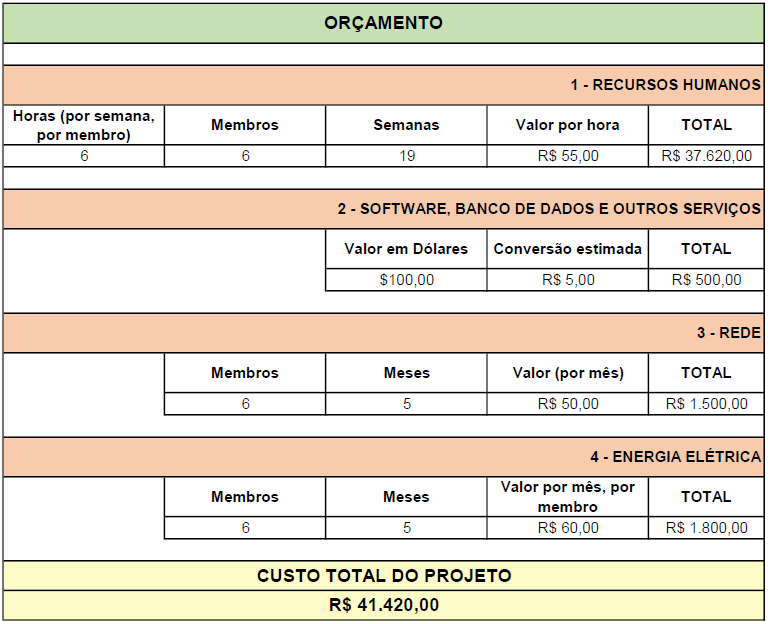 ORÇAMENTO
1 - RECURSOS HUMANOS
Horas (por semana, por membro) Membros Semanas Valor por hora TOTAL
6 6 19 R$ 55,00 R$ 37.620,00
2 - SOFTWARE, BANCO DE DADOS E OUTROS SERVIÇOS
Valor em Dólares Conversão estimada TOTAL
$100,00 R$ 5,00 R$ 500,00
3 - REDE
Membros Meses Valor (por mês) TOTAL
6 5 R$ 50,00 R$ 1.500,00
4 - ENERGIA ELÉTRICA
Membros Meses Valor por mês, por membro TOTAL
6 5 R$ 60,00 R$ 1.800,00
CUSTO TOTAL DO PROJETO
R$ 41.420,00